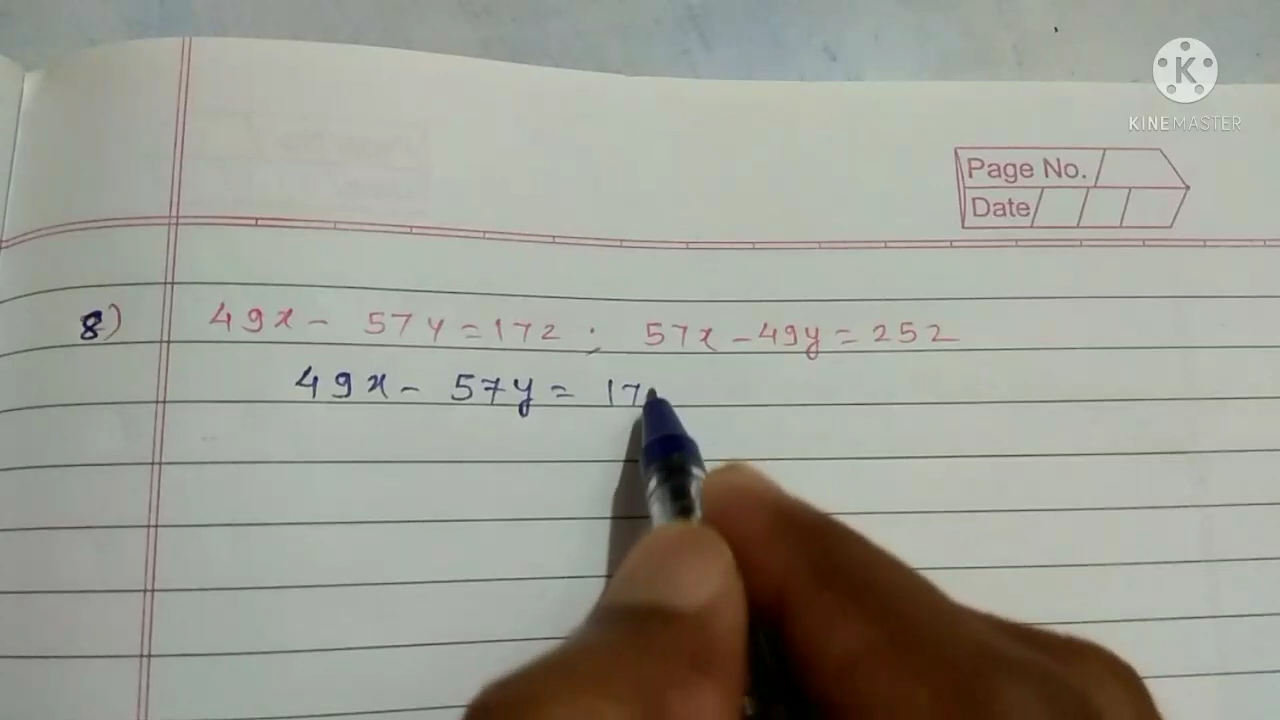 KINEMASTER
Page No.
Date
8) 49x - 57y = 172 ; 57x - 49y = 252
49x - 57y = 17